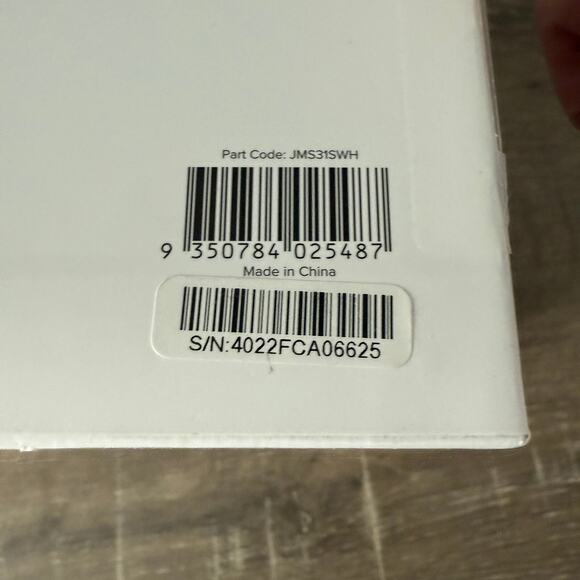 Part Code: JMS31SWH
9 350784 025487
Made in China
S/N:4022FCA06625